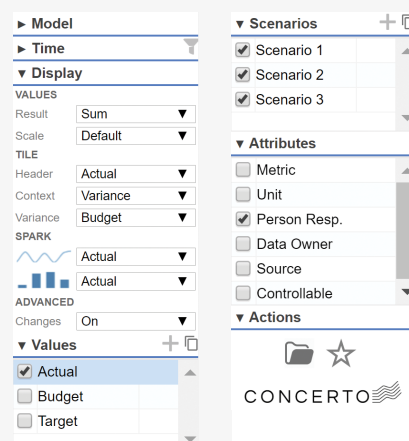 Model
Time
Display
VALUES
Result Sum
Scale Default
TILE
Header Actual
Context Variance
Variance Budget
SPARK
Actual
Actual
ADVANCED
Changes On
Values
Actual
Budget
Target
Scenarios
Scenario 1
Scenario 2
Scenario 3
Attributes
Metric
Unit
Person Resp.
Data Owner
Source
Controllable
Actions
CONCERTO